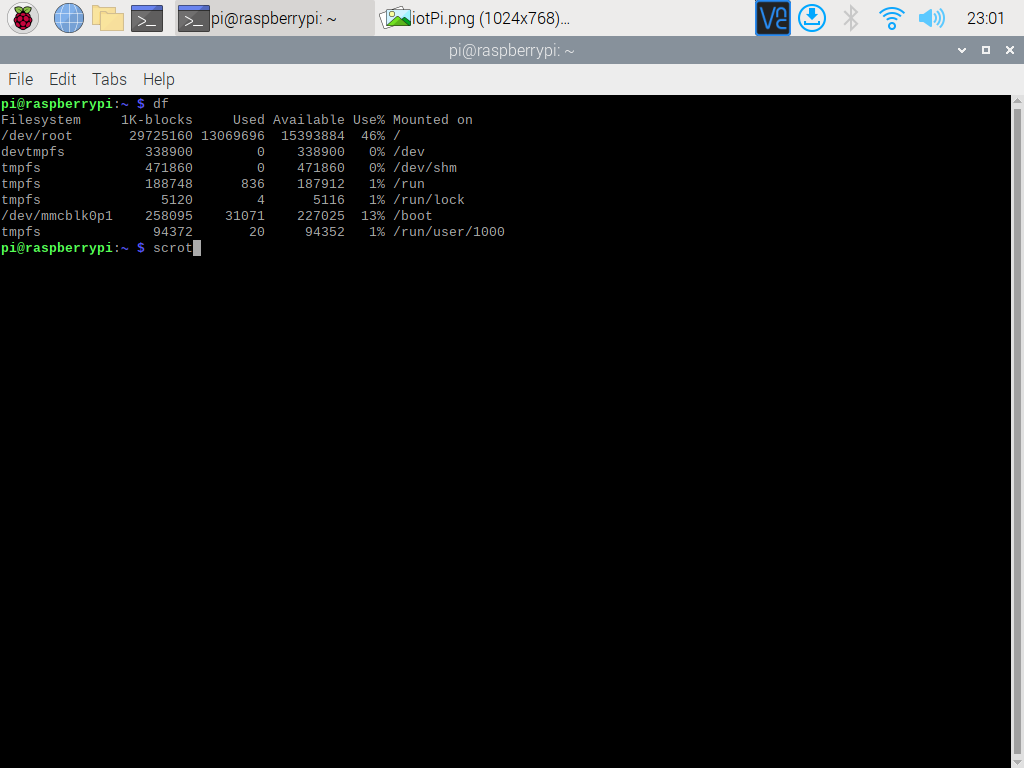 pi@raspberrypi: ~ iotPi.png (1024x768)... 23:01
pi@raspberrypi: ~
File Edit Tabs Help
pi@raspberrypi:~ $ df
Filesystem     1K-blocks     Used Available Use% Mounted on
/dev/root       29725160 13069696  15393884  46% /
devtmpfs          338900        0    338900   0% /dev
tmpfs             471860        0    471860   0% /dev/shm
tmpfs             188748      836    187912   1% /run
tmpfs               5120        4      5116   1% /run/lock
/dev/mmcblk0p1    258095    31071    227025  13% /boot
tmpfs              94372       20     94352   1% /run/user/1000
pi@raspberrypi:~ $ scrot